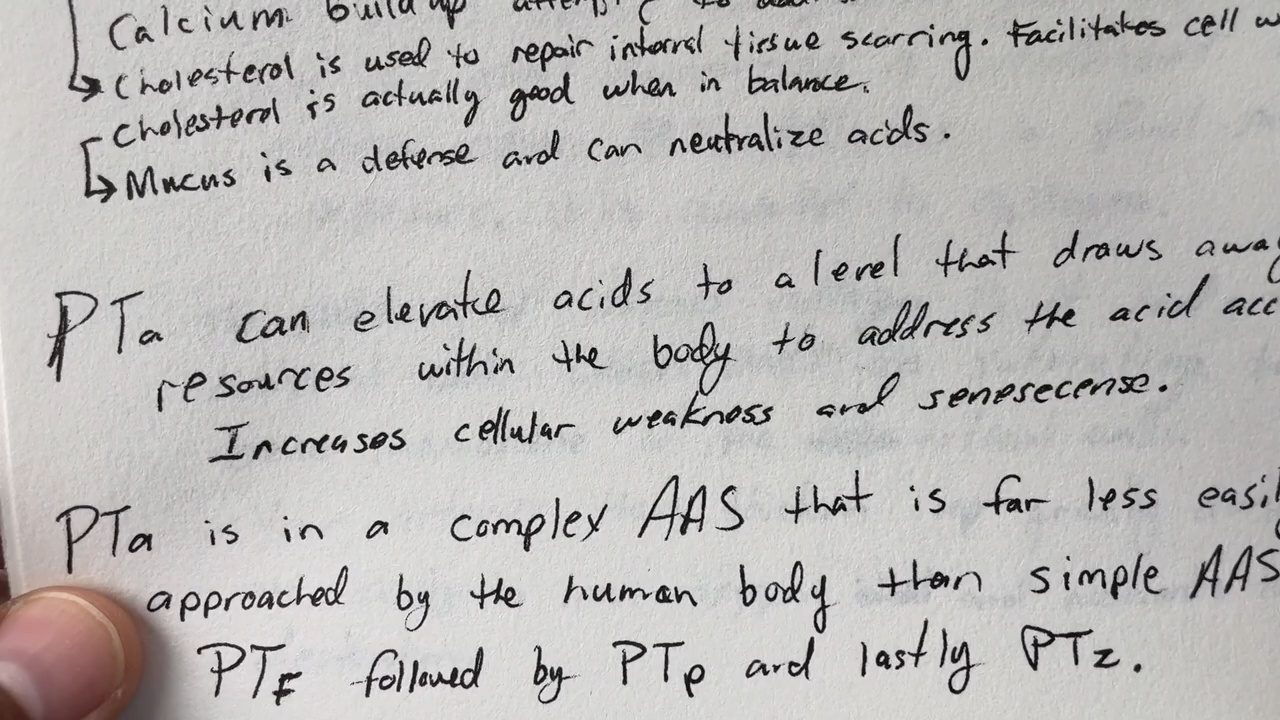 Calcium buildup
Cholesterol is used to repair internal tissue scarring. Facilitates cell
Cholesterol is actually good when in balance.
Mucus is a defense and can neutralize acids.
PTa can elevate acids to a level that draws away
resources within the body to address the acid acc
Increases cellular weakness and senesecense.
PTa is in a complex AAS that is far less easil
approached by the human body than simple AAS
PTF followed by PTp and lastly PTz.